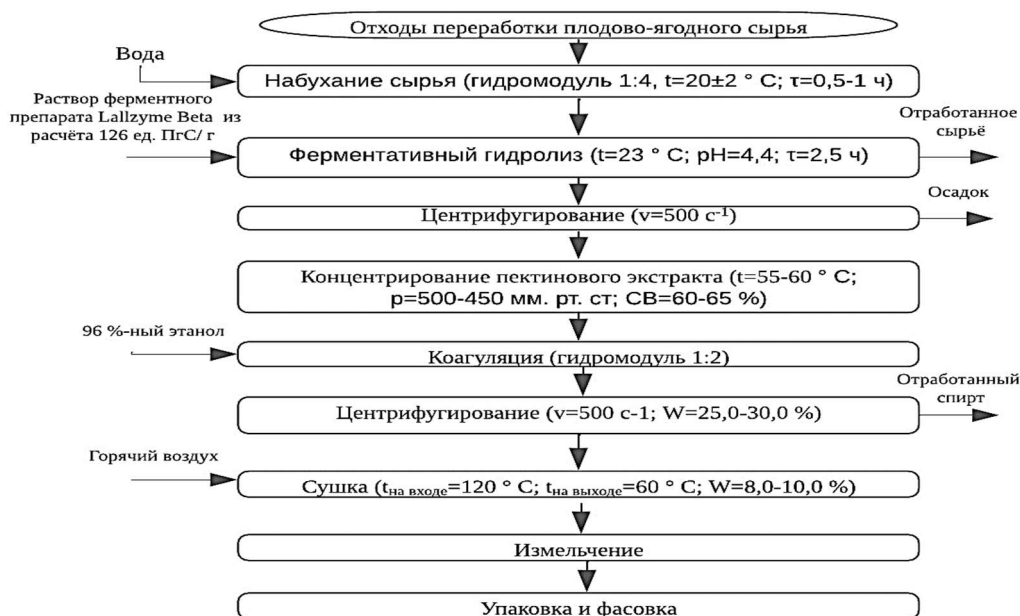 Отходы переработки плодово-ягодного сырья
Вода
Набухание сырья (гидромодуль 1:4, t=20±2 ° C; τ=0,5-1 ч)
Раствор ферментного
препарата Lallzyme Beta из
расчёта 126 ед. ПгС/ г
Ферментативный гидролиз (t=23 ° C; pH=4,4; τ=2,5 ч)
Отработанное
сырьё
Центрифугирование (v=500 с-1)
Осадок
Концентрирование пектинового экстракта (t=55-60 ° C;
p=500-450 мм. рт. ст; СВ=60-65 %)
96 %-ный этанол
Коагуляция (гидромодуль 1:2)
Центрифугирование (v=500 с-1; W=25,0-30,0 %)
Отработанный
спирт
Горячий воздух
Сушка (tна входе=120 ° C; tна выходе=60 ° C; W=8,0-10,0 %)
Измельчение
Упаковка и фасовка